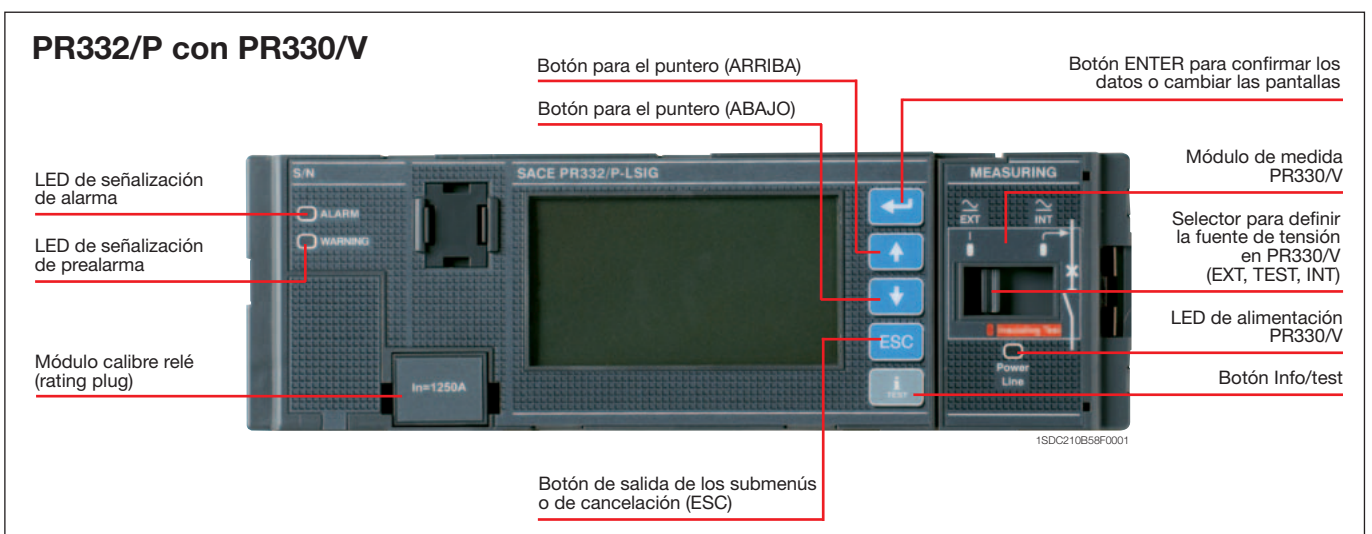 PR332/P con PR330/V
Botón para el puntero (ARRIBA)
Botón para el puntero (ABAJO)
Botón ENTER para confirmar los
datos o cambiar las pantallas
LED de señalización
de alarma
LED de señalización
de prealarma
Módulo calibre relé
(rating plug)
S/N
ALARM
WARNING
In=1250A
SACE PR332/P-LSIG
ESC
i
TEST
MEASURING
EXT
INT
Insulating Test
Power
Line
Módulo de medida
PR330/V
Selector para definir
la fuente de tensión
en PR330/V
(EXT, TEST, INT)
LED de alimentación
PR330/V
Botón Info/test
1SDC210B58F0001
Botón de salida de los submenús
o de cancelación (ESC)